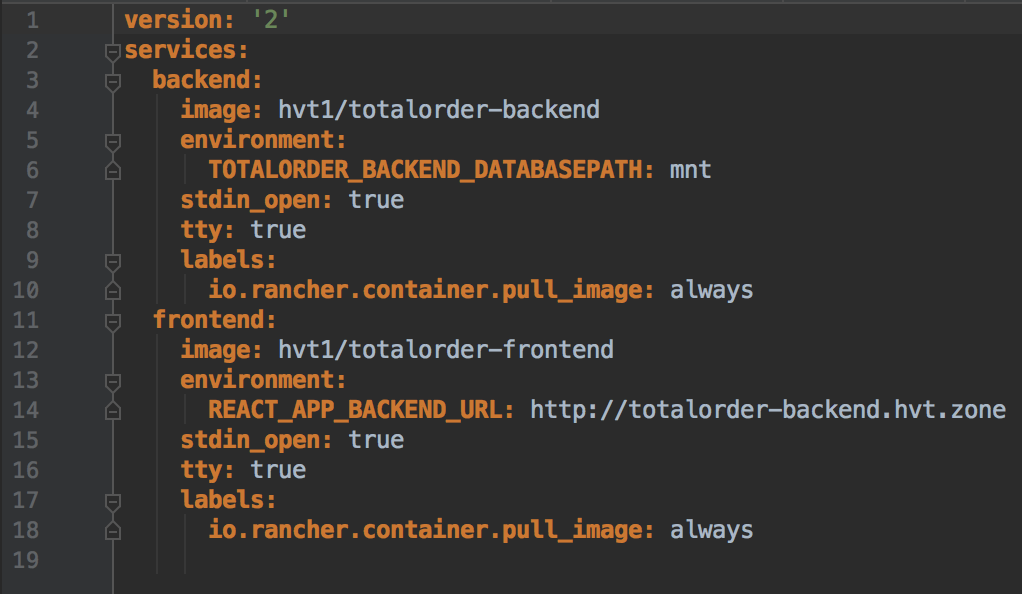 1 version: '2'
2 services:
3   backend:
4     image: hvt1/totalorder-backend
5     environment:
6       TOTALORDER_BACKEND_DATABASEPATH: mnt
7     stdin_open: true
8     tty: true
9     labels:
10       io.rancher.container.pull_image: always
11   frontend:
12     image: hvt1/totalorder-frontend
13     environment:
14       REACT_APP_BACKEND_URL: http://totalorder-backend.hvt.zone
15     stdin_open: true
16     tty: true
17     labels:
18       io.rancher.container.pull_image: always
19